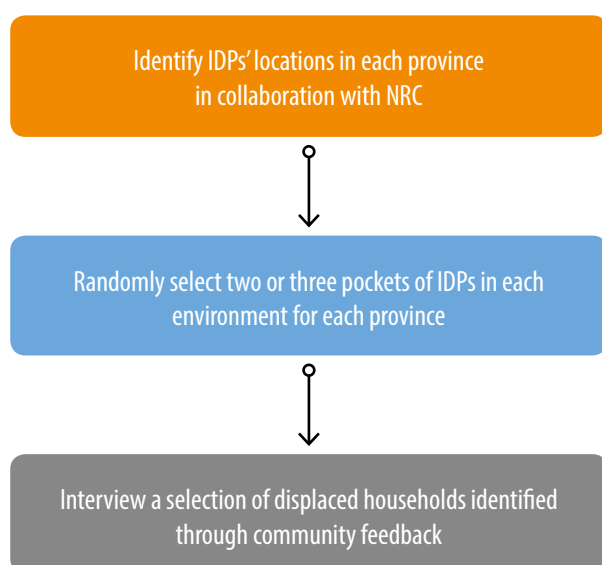 Identify IDPs’ locations in each province
in collaboration with NRC
Randomly select two or three pockets of IDPs in each
environment for each province
Interview a selection of displaced households identified
through community feedback